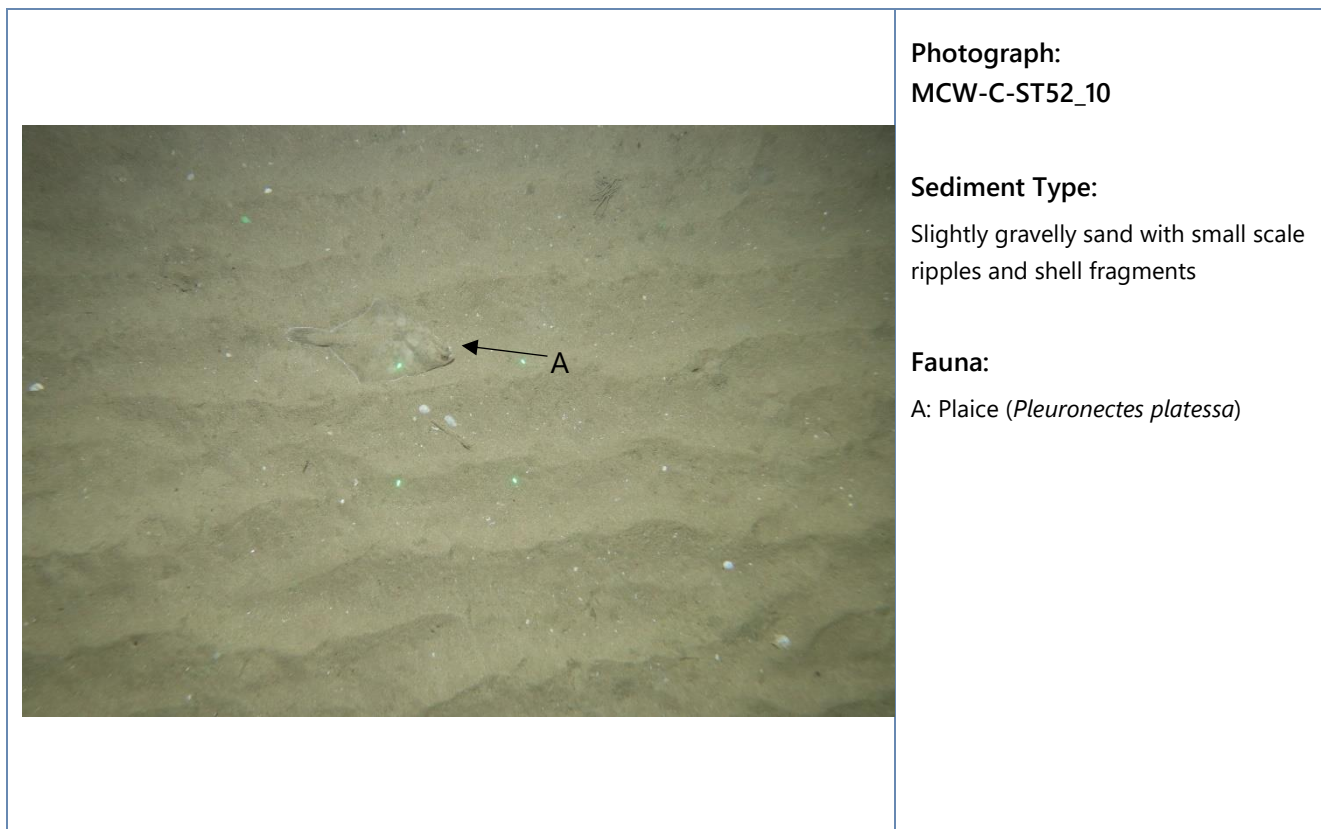 Photograph:
MCW-C-ST52_10
Sediment Type:
Slightly gravelly sand with small scale
ripples and shell fragments
Fauna:
A: Plaice (Pleuronectes platessa)
A